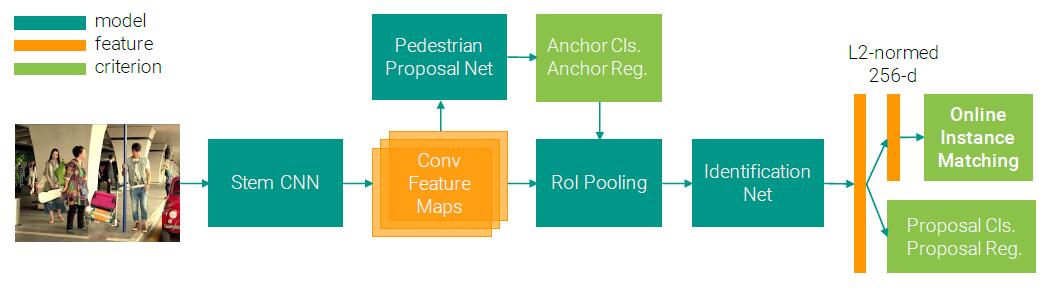 model
feature
criterion
Pedestrian
Proposal Net
Anchor Cls.
Anchor Reg.
L2-normed
256-d
Stem CNN
Conv
Feature
Maps
RoI Pooling
Identification
Net
Online
Instance
Matching
Proposal Cls.
Proposal Reg.